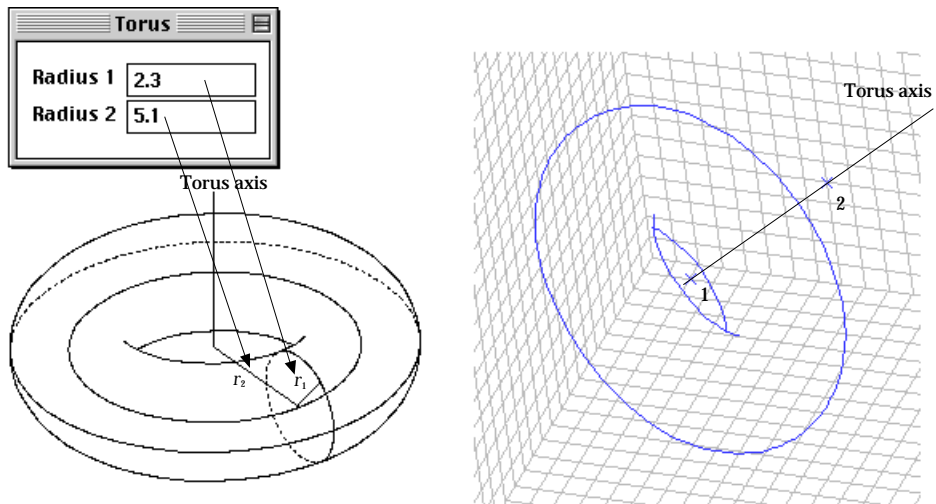 Torus
Radius 1 2.3
Radius 2 5.1
Torus axis
r₂
r₁
Torus axis
2
1